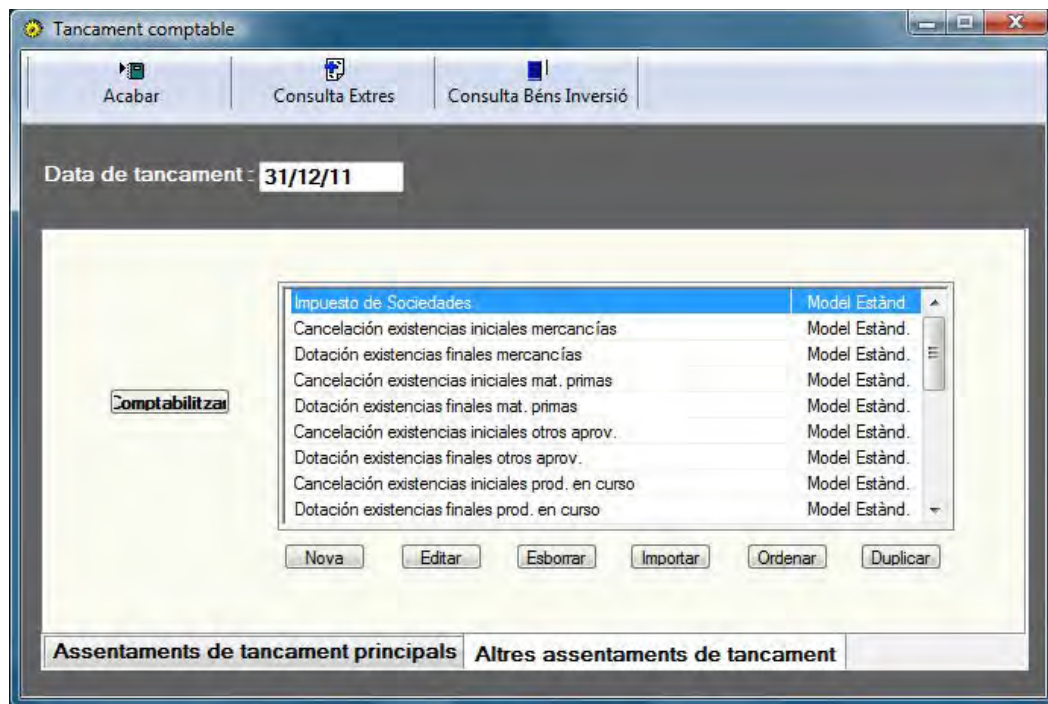 Tancament comptable
Acabar
Consulta Extres
Consulta Béns Inversió
Data de tancament : 31/12/11
Impuesto de Sociedades Model Estànd.
Cancelación existencias iniciales mercancías Model Estànd.
Dotación existencias finales mercancías Model Estànd.
Cancelación existencias iniciales mat. primas Model Estànd.
Dotación existencias finales mat. primas Model Estànd.
Cancelación existencias iniciales otros aprov. Model Estànd.
Dotación existencias finales otros aprov. Model Estànd.
Cancelación existencias iniciales prod. en curso Model Estànd.
Dotación existencias finales prod. en curso Model Estànd.
Comptabilitzar
Nova Editar Esborrar Importar Ordenar Duplicar
Assentaments de tancament principals Altres assentaments de tancament